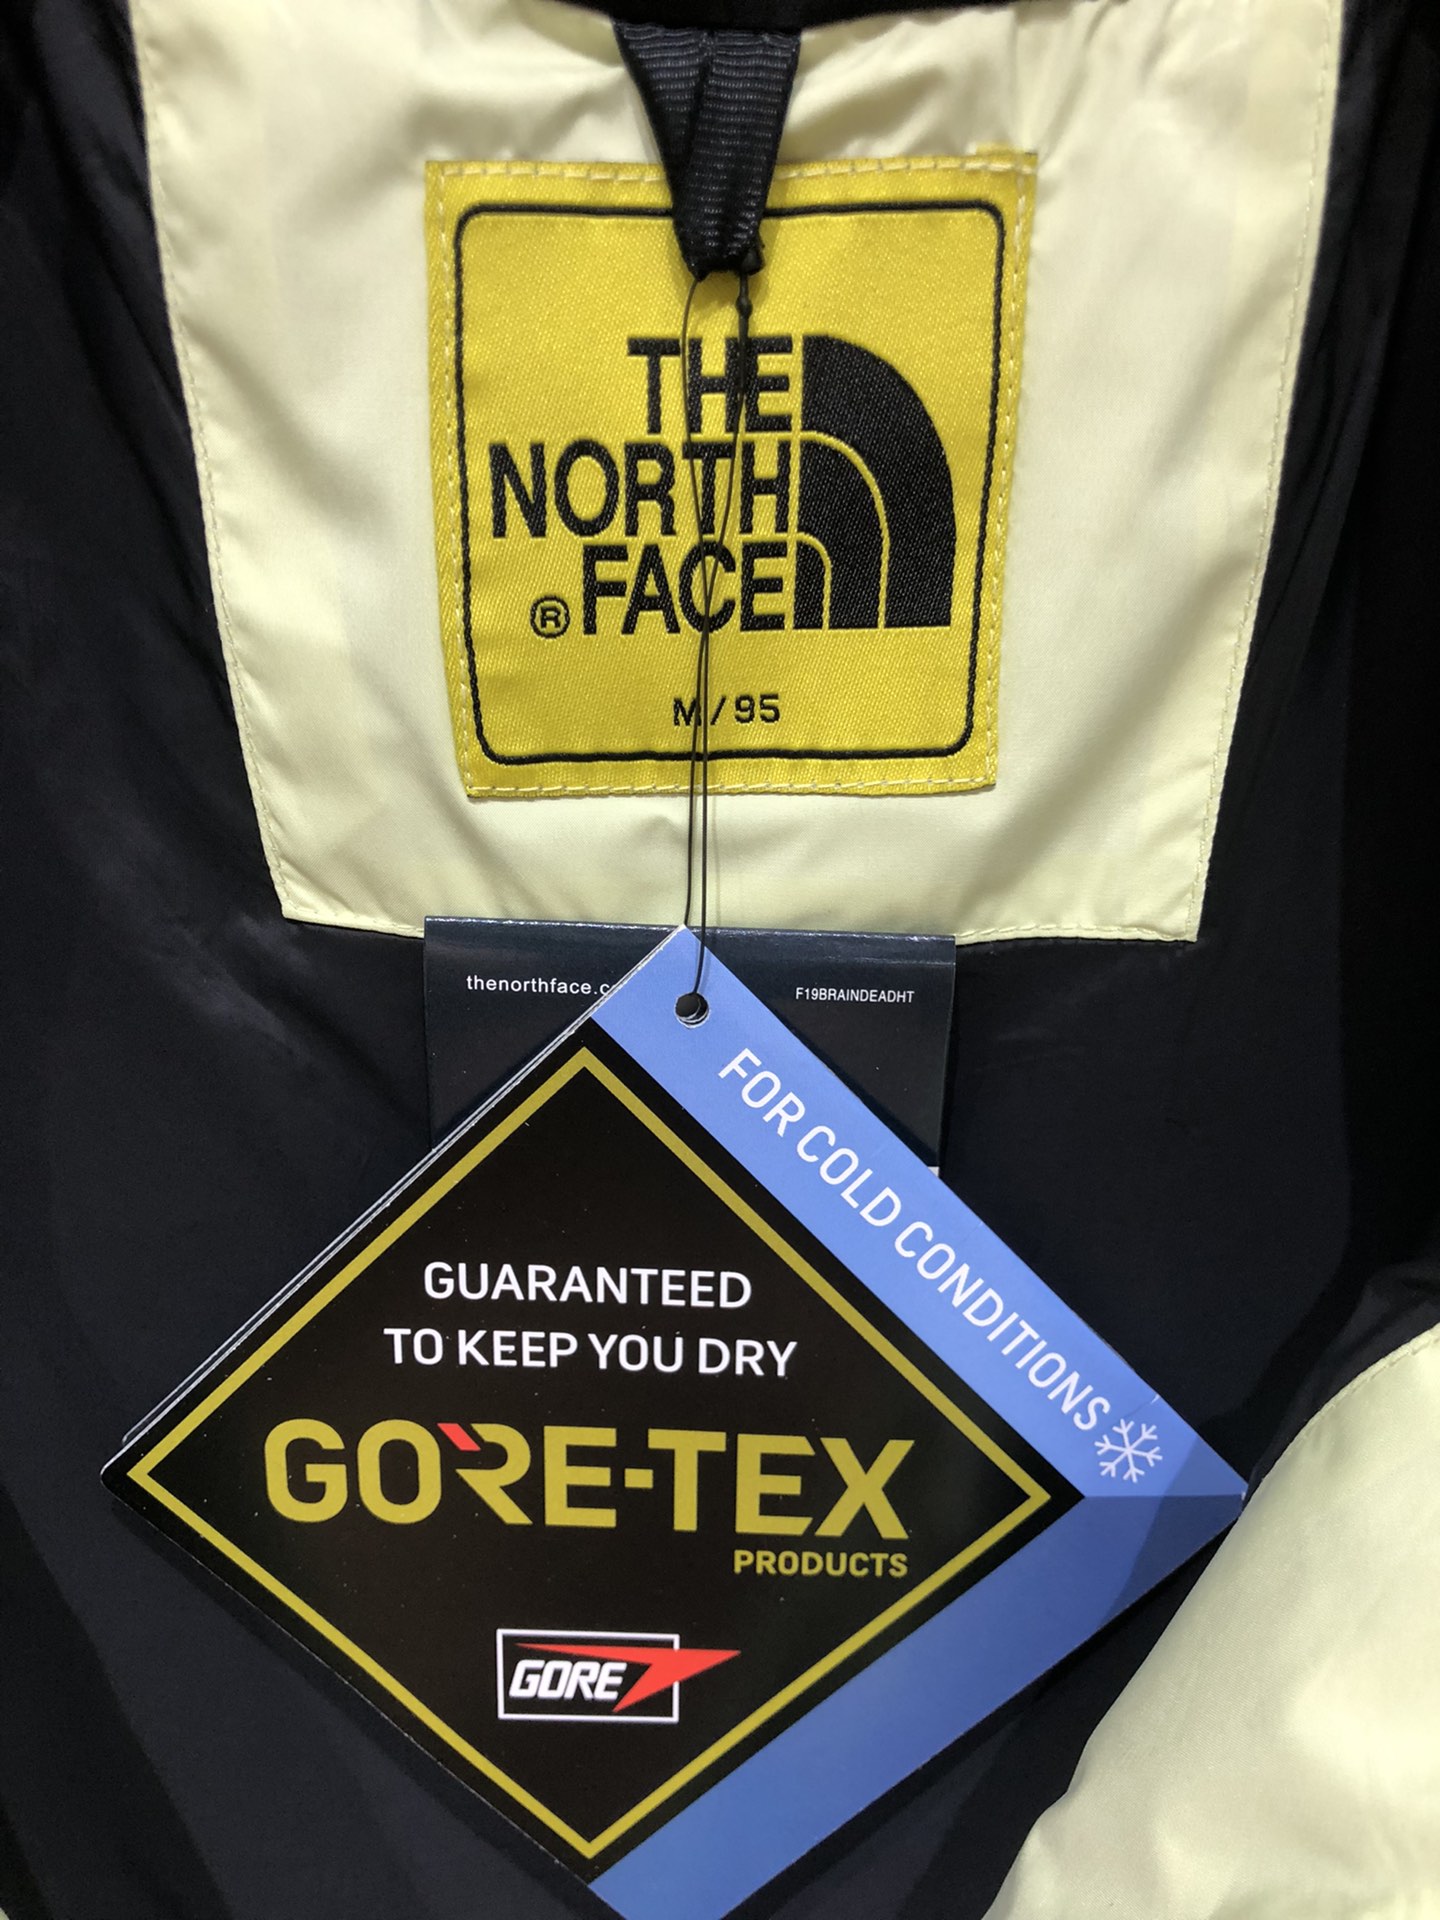 THE
NORTH
® FACE
M / 95
thenorthface.c
F19BRAINDEADHT
FOR COLD CONDITIONS
GUARANTEED
TO KEEP YOU DRY
GORE-TEX
PRODUCTS
GORE